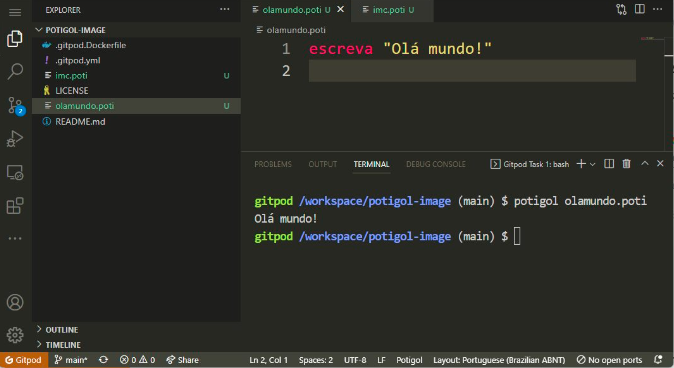 EXPLORER
POTIGOL-IMAGE
.gitpod.Dockerfile
! .gitpod.yml
imc.poti U
LICENSE
olamundo.poti U
README.md
2
OUTLINE
TIMELINE
olamundo.poti U
imc.poti U
olamundo.poti
1 escreva "Olá mundo!"
2
PROBLEMS OUTPUT TERMINAL DEBUG CONSOLE Gitpod Task 1: bash
gitpod /workspace/potigol-image (main) $ potigol olamundo.poti
Olá mundo!
gitpod /workspace/potigol-image (main) $
Gitpod main* 0 0 Share Ln 2, Col 1 Spaces: 2 UTF-8 LF Potigol Layout: Portuguese (Brazilian ABNT) No open ports